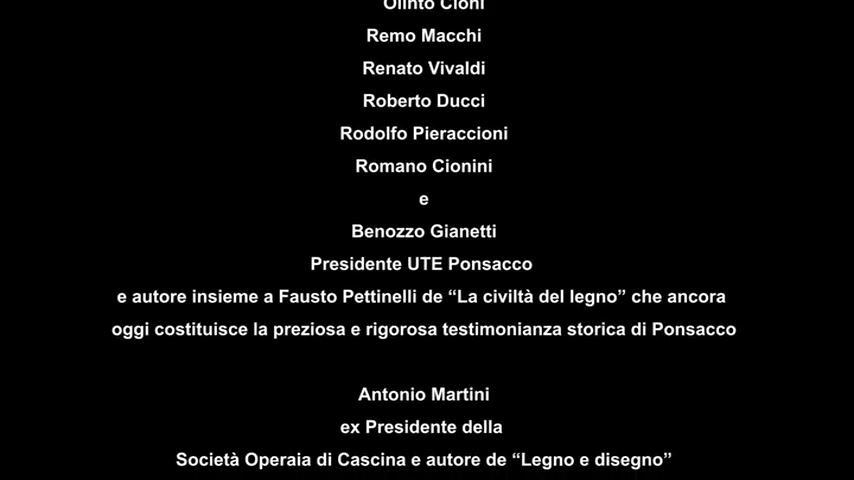 Olinto Cioni
Remo Macchi
Renato Vivaldi
Roberto Ducci
Rodolfo Pieraccioni
Romano Cionini
e
Benozzo Gianetti
Presidente UTE Ponsacco
e autore insieme a Fausto Pettinelli de “La civiltà del legno” che ancora
oggi costituisce la preziosa e rigorosa testimonianza storica di Ponsacco
Antonio Martini
ex Presidente della
Società Operaia di Cascina e autore de “Legno e disegno”